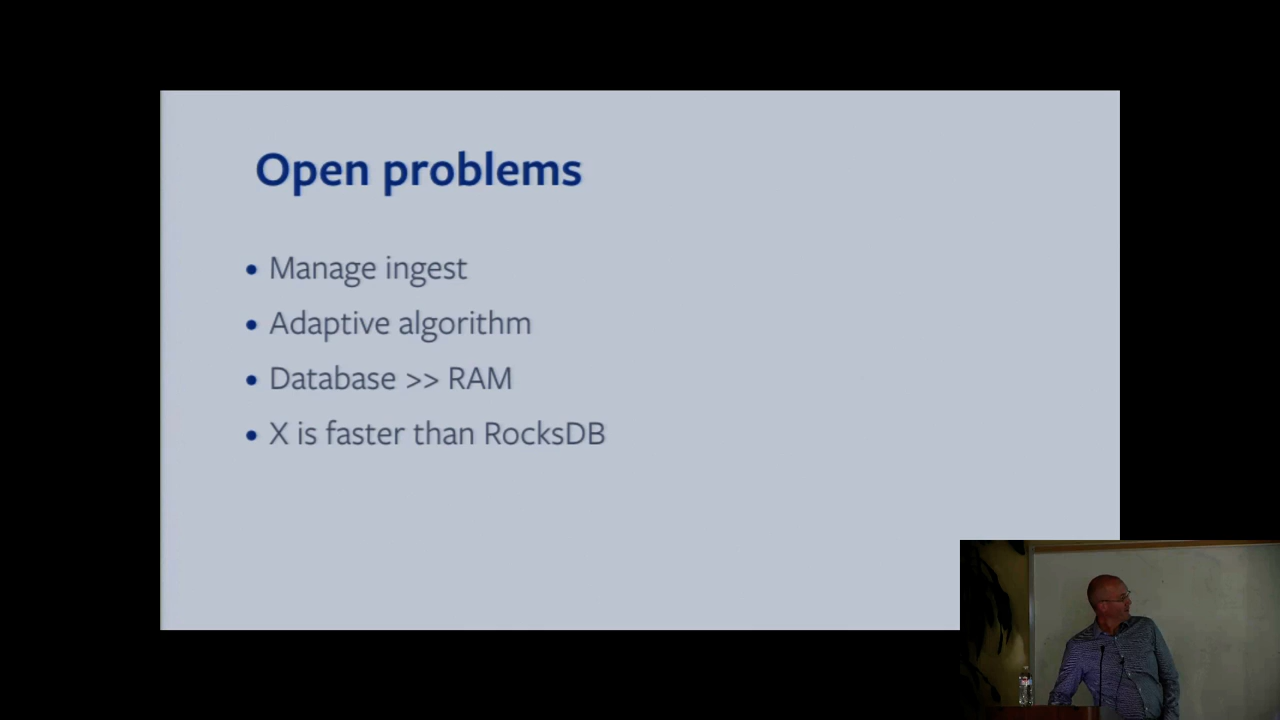 Open problems
• Manage ingest
• Adaptive algorithm
• Database >> RAM
• X is faster than RocksDB